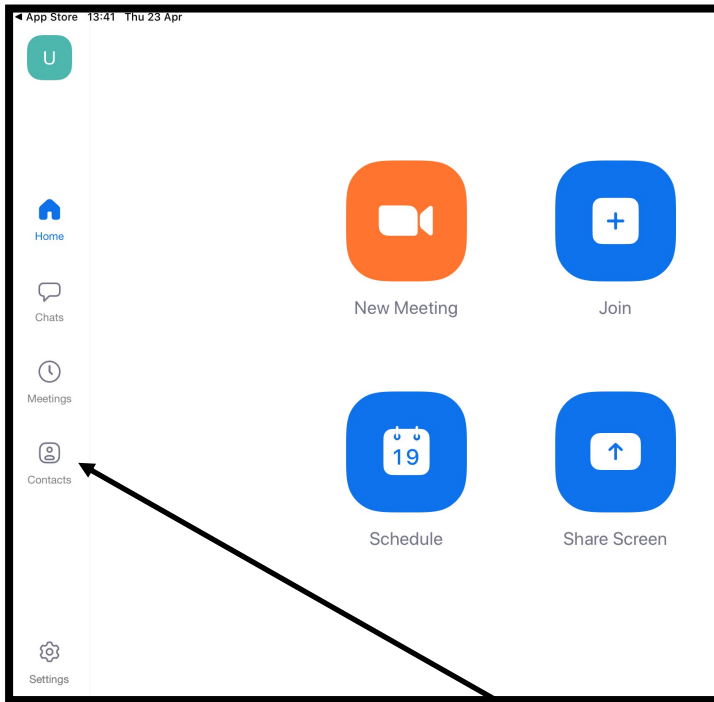 ◀ App Store 13:41 Thu 23 Apr
U
Home
Chats
Meetings
Contacts
Settings
New Meeting
Join
19
Schedule
Share Screen